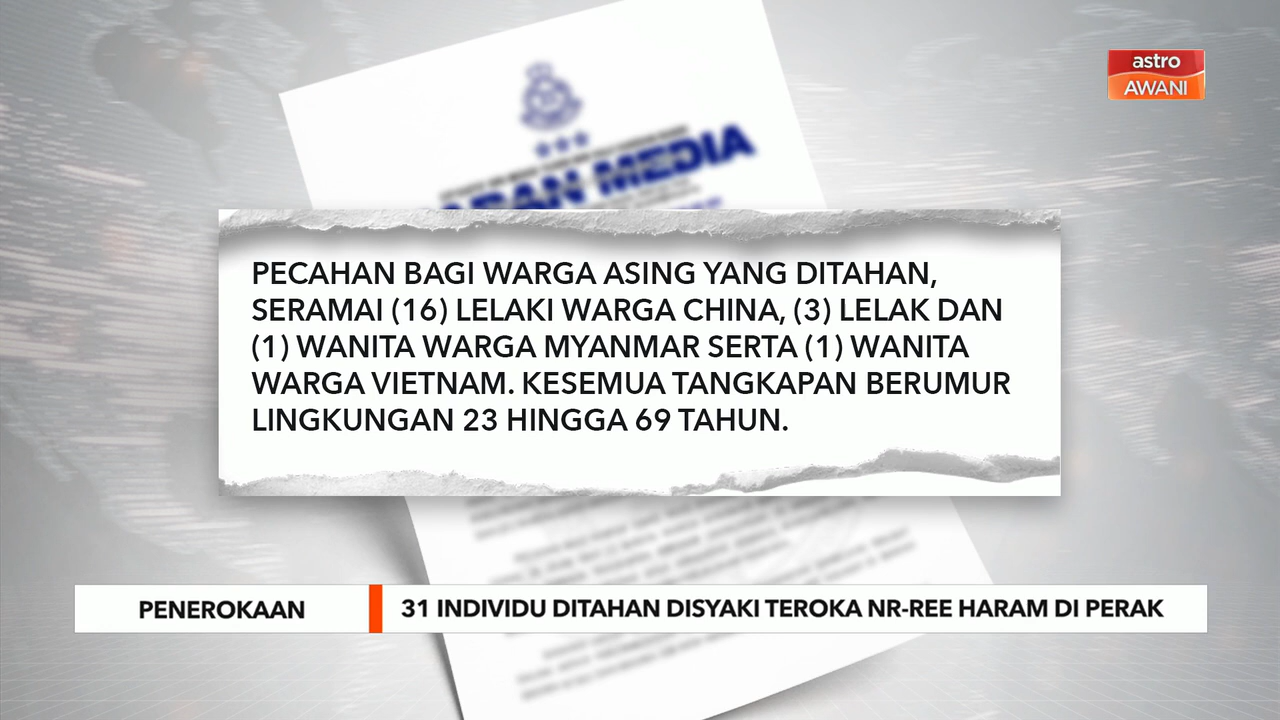 astro
AWANI
MEDIA
PECAHAN BAGI WARGA ASING YANG DITAHAN,
SERAMAI (16) LELAKI WARGA CHINA, (3) LELAK DAN
(1) WANITA WARGA MYANMAR SERTA (1) WANITA
WARGA VIETNAM. KESEMUA TANGKAPAN BERUMUR
LINGKUNGAN 23 HINGGA 69 TAHUN.
PENEROKAAN
31 INDIVIDU DITAHAN DISYAKI TEROKA NR-REE HARAM DI PERAK